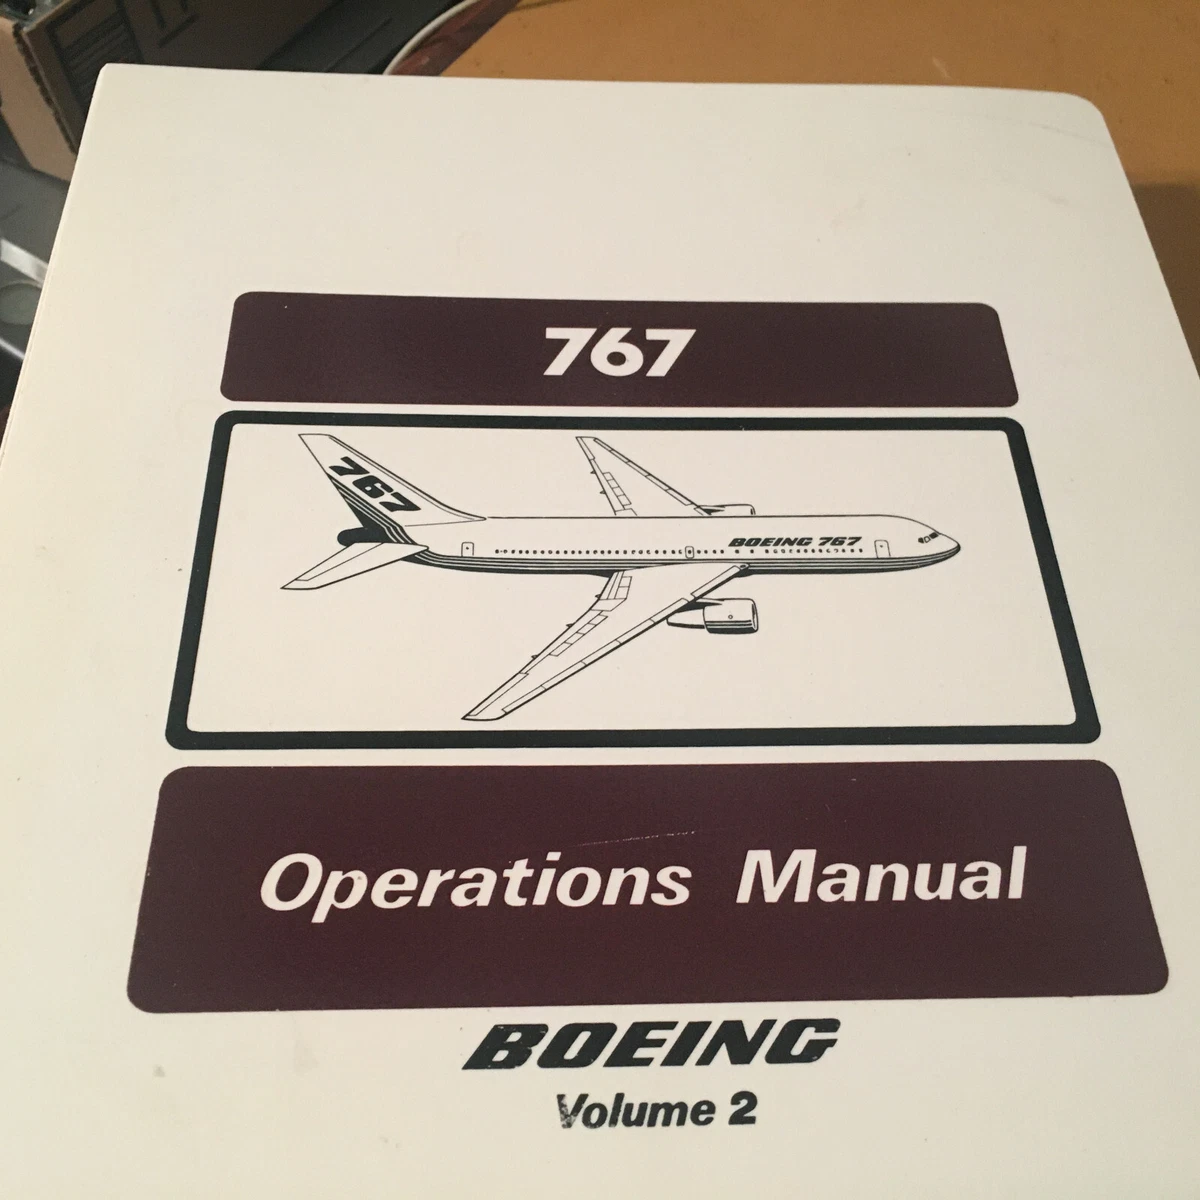 767
767
BOEING 767
Operations Manual
BOEING
Volume 2